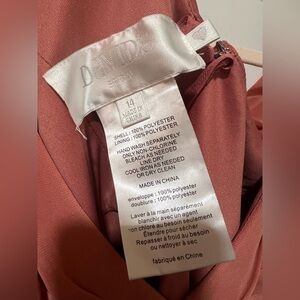 14
MADE IN
CHINA
SHELL: 100% POLYESTER
LINING: 100% POLYESTER
HAND WASH SEPARATELY
ONLY NON-CHLORINE
BLEACH AS NEEDED
LINE DRY
COOL IRON AS NEEDED
OR DRY CLEAN
MADE IN CHINA
enveloppe : 100% polyester
doublure : 100% polyester
Laver à la main séparément
blanchir avec un agent
non chloré au besoin seulement
Étendre pour sécher
Repasser à froid au besoin
ou nettoyer à sec
fabriqué en Chine